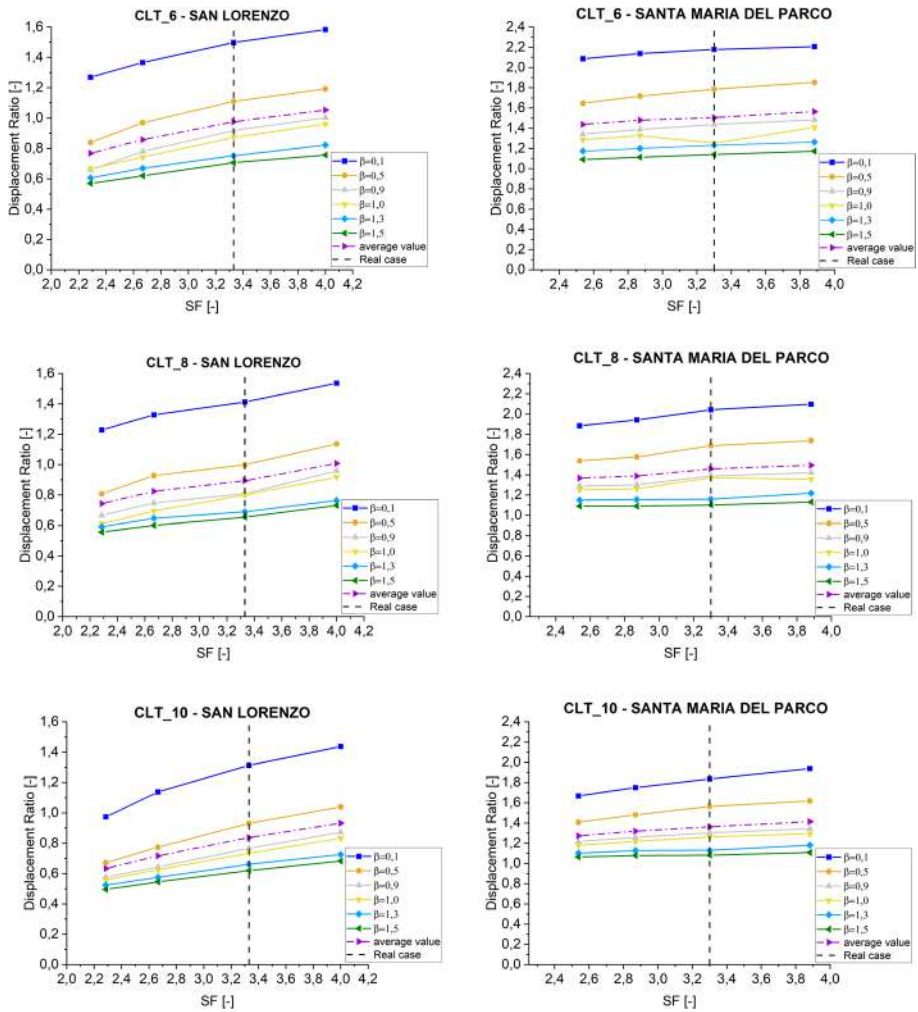 CLT_6 - SAN LORENZO
1,6
1,4
1,2
1,0
0,8
0,6
0,4
0,2
0,0
Displacement Ratio [-]
2,0 2,2 2,4 2,6 2,8 3,0 3,2 3,4 3,6 3,8 4,0 4,2
SF [-]
β=0,1
β=0,5
β=0,9
β=1,0
β=1,3
β=1,5
average value
Real case
CLT_6 - SANTA MARIA DEL PARCO
2,4
2,2
2,0
1,8
1,6
1,4
1,2
1,0
0,8
0,6
0,4
0,2
0,0
Displacement Ratio [-]
2,4 2,6 2,8 3,0 3,2 3,4 3,6 3,8 4,0
SF [-]
β=0,1
β=0,5
β=0,9
β=1,0
β=1,3
β=1,5
average value
Real case
CLT_8 - SAN LORENZO
1,6
1,4
1,2
1,0
0,8
0,6
0,4
0,2
0,0
Displacement Ratio [-]
2,0 2,2 2,4 2,6 2,8 3,0 3,2 3,4 3,6 3,8 4,0 4,2
SF [-]
β=0,1
β=0,5
β=0,9
β=1,0
β=1,3
β=1,5
average value
Real case
CLT_8 - SANTA MARIA DEL PARCO
2,4
2,2
2,0
1,8
1,6
1,4
1,2
1,0
0,8
0,6
0,4
0,2
0,0
Displacement Ratio [-]
2,4 2,6 2,8 3,0 3,2 3,4 3,6 3,8 4,0
SF [-]
β=0,1
β=0,5
β=0,9
β=1,0
β=1,3
β=1,5
average value
Real case
CLT_10 - SAN LORENZO
1,6
1,4
1,2
1,0
0,8
0,6
0,4
0,2
0,0
Displacement Ratio [-]
2,0 2,2 2,4 2,6 2,8 3,0 3,2 3,4 3,6 3,8 4,0 4,2
SF [-]
β=0,1
β=0,5
β=0,9
β=1,0
β=1,3
β=1,5
average value
Real case
CLT_10 - SANTA MARIA DEL PARCO
2,4
2,2
2,0
1,8
1,6
1,4
1,2
1,0
0,8
0,6
0,4
0,2
0,0
Displacement Ratio [-]
2,4 2,6 2,8 3,0 3,2 3,4 3,6 3,8 4,0
SF [-]
β=0,1
β=0,5
β=0,9
β=1,0
β=1,3
β=1,5
average value
Real case